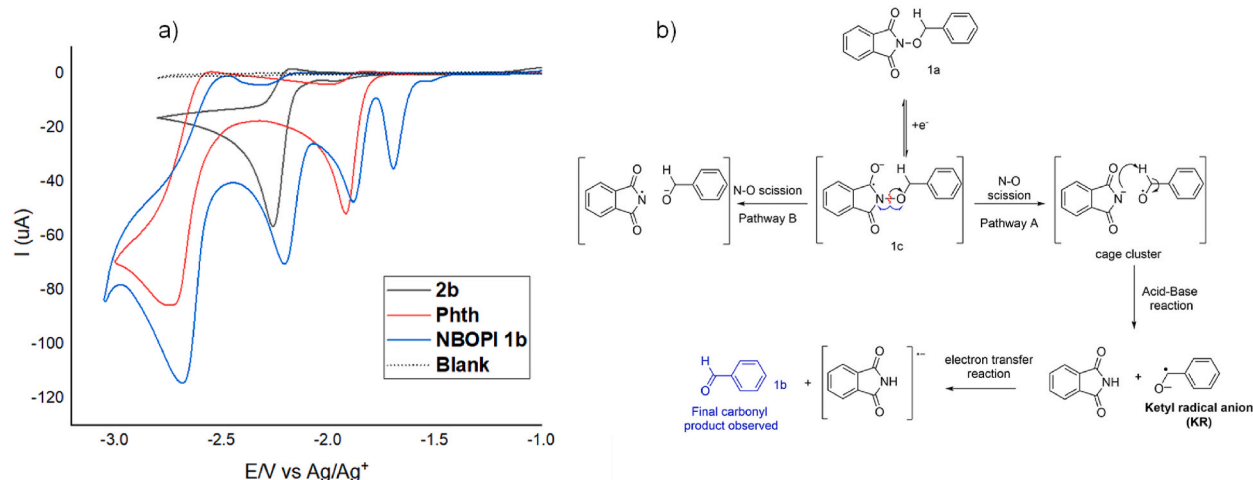 a)
I (uA)
0
-20
-40
-60
-80
-100
-120
-3.0
-2.5
-2.0
-1.5
-1.0
E/V vs Ag/Ag+
2b
Phth
NBOPI 1b
Blank
b)
O
H
N
O
O
1a
+e-
O
H
N
O
O
N-O scission
Pathway B
O-
H
N
O
O
1c
N-O
scission
Pathway A
O
H
N
O
O
cage cluster
Acid-Base
reaction
O
NH
O
+
H
O
Ketyl radical anion
(KR)
electron transfer
reaction
O
NH
O
•−
+
H
O
1b
Final carbonyl
product observed